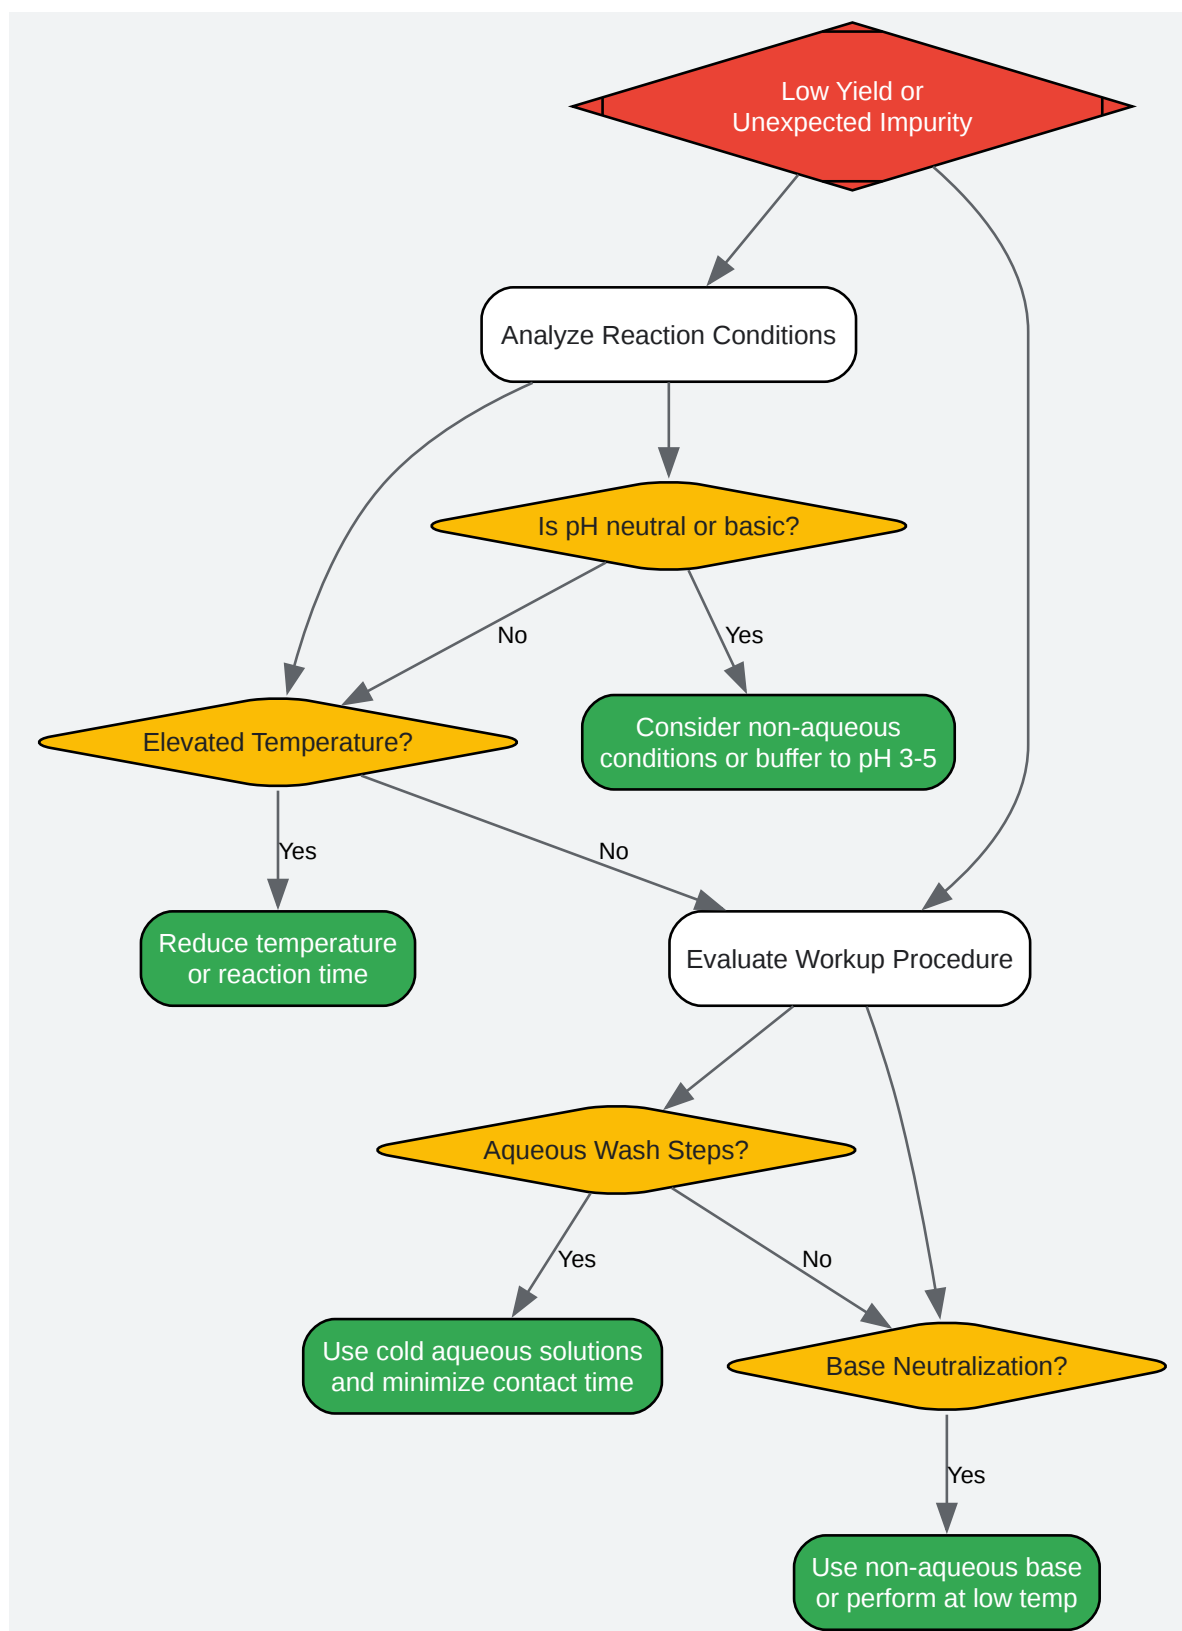 Low Yield or
Unexpected Impurity
Analyze Reaction Conditions
Is pH neutral or basic?
No
Yes
Elevated Temperature?
Consider non-aqueous
conditions or buffer to pH 3-5
Yes
No
Reduce temperature
or reaction time
Evaluate Workup Procedure
Aqueous Wash Steps?
Yes
No
Use cold aqueous solutions
and minimize contact time
Base Neutralization?
Yes
Use non-aqueous base
or perform at low temp